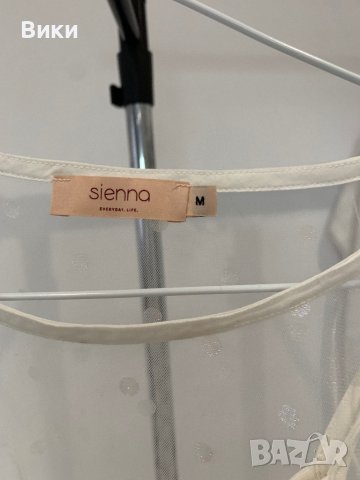 Вики
sienna
EVERYDAY. LIFE.
M
BAZAR